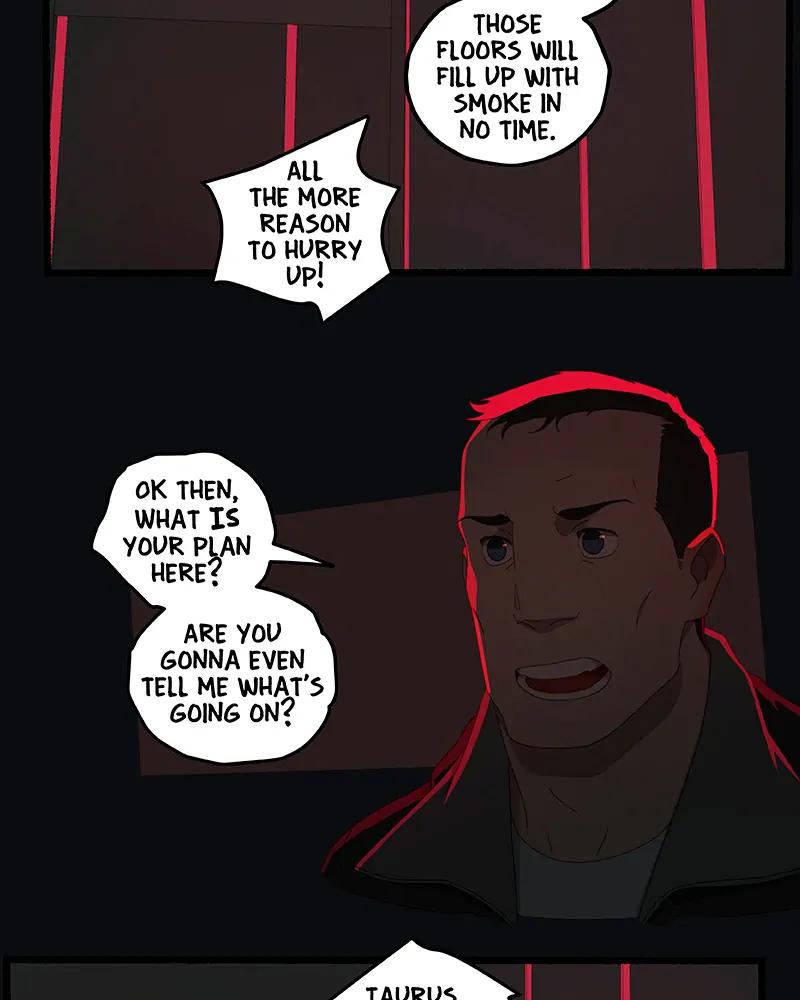 THOSE
FLOORS WILL
FILL UP WITH
SMOKE IN
NO TIME.
ALL
THE MORE
REASON
TO HURRY
UP!
OK THEN,
WHAT IS
YOUR PLAN
HERE?
ARE YOU
GONNA EVEN
TELL ME WHAT'S
GOING ON?
TAURUS